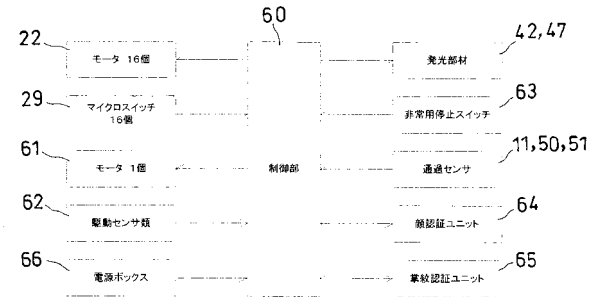 60
22
モータ 16個
42,47
発光部材
29
マイクロスイッチ
16個
63
非常用停止スイッチ
61
モータ 1個
制御部
11,50,51
通過センサ
62
駆動センサ類
64
顔認証ユニット
66
電源ボックス
65
掌紋認証ユニット